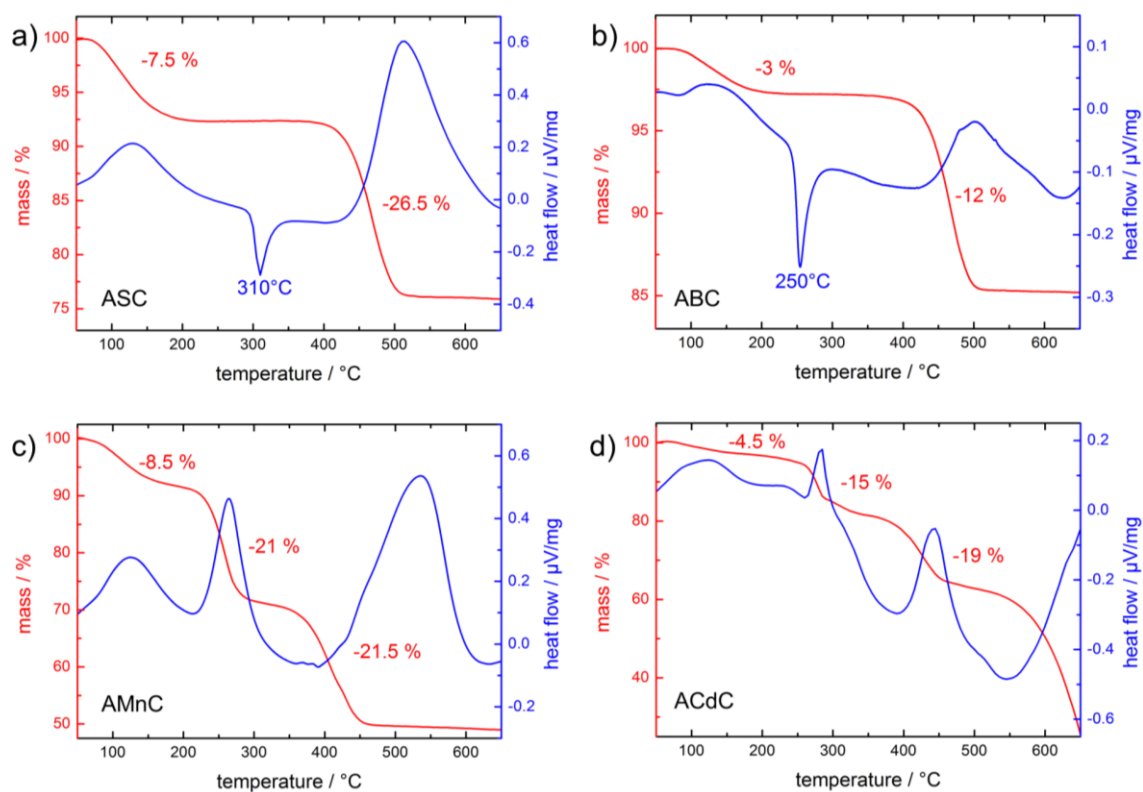 a)
100
95
90
85
80
75
mass / %
-7.5 %
-26.5 %
310°C
ASC
0.6
0.4
0.2
0.0
-0.2
-0.4
heat flow / µV/mg
100 200 300 400 500 600
temperature / °C
b)
100
95
90
85
mass / %
-3 %
-12 %
250°C
ABC
0.1
0.0
-0.1
-0.2
-0.3
heat flow / µV/mg
100 200 300 400 500 600
temperature / °C
c)
100
90
80
70
60
50
mass / %
-8.5 %
-21 %
-21.5 %
AMnC
0.6
0.4
0.2
0.0
-0.2
heat flow / µV/mg
100 200 300 400 500 600
temperature / °C
d)
100
80
60
40
mass / %
-4.5 %
-15 %
-19 %
ACdC
0.2
0.0
-0.2
-0.4
-0.6
heat flow / µV/mg
100 200 300 400 500 600
temperature / °C